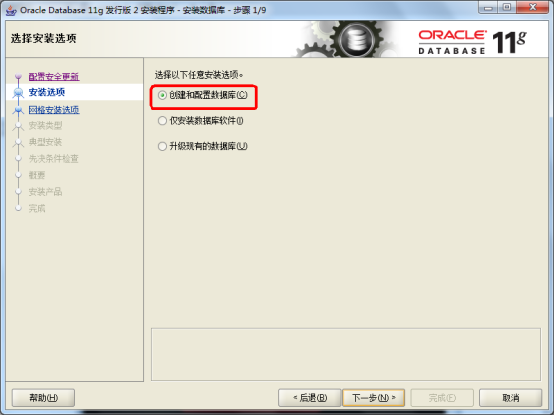 Oracle Database 11g 发行版 2 安装程序 - 安装数据库 - 步骤 1/9
选择安装选项
ORACLE
DATABASE 11g
配置安全更新
安装选项
网格安装选项
安装类型
典型安装
先决条件检查
概要
安装产品
完成
选择以下任意安装选项。
创建和配置数据库(C)
仅安装数据库软件(I)
升级现有的数据库(U)
帮助(H)
< 后退(B)
下一步(N) >
完成(F)
取消